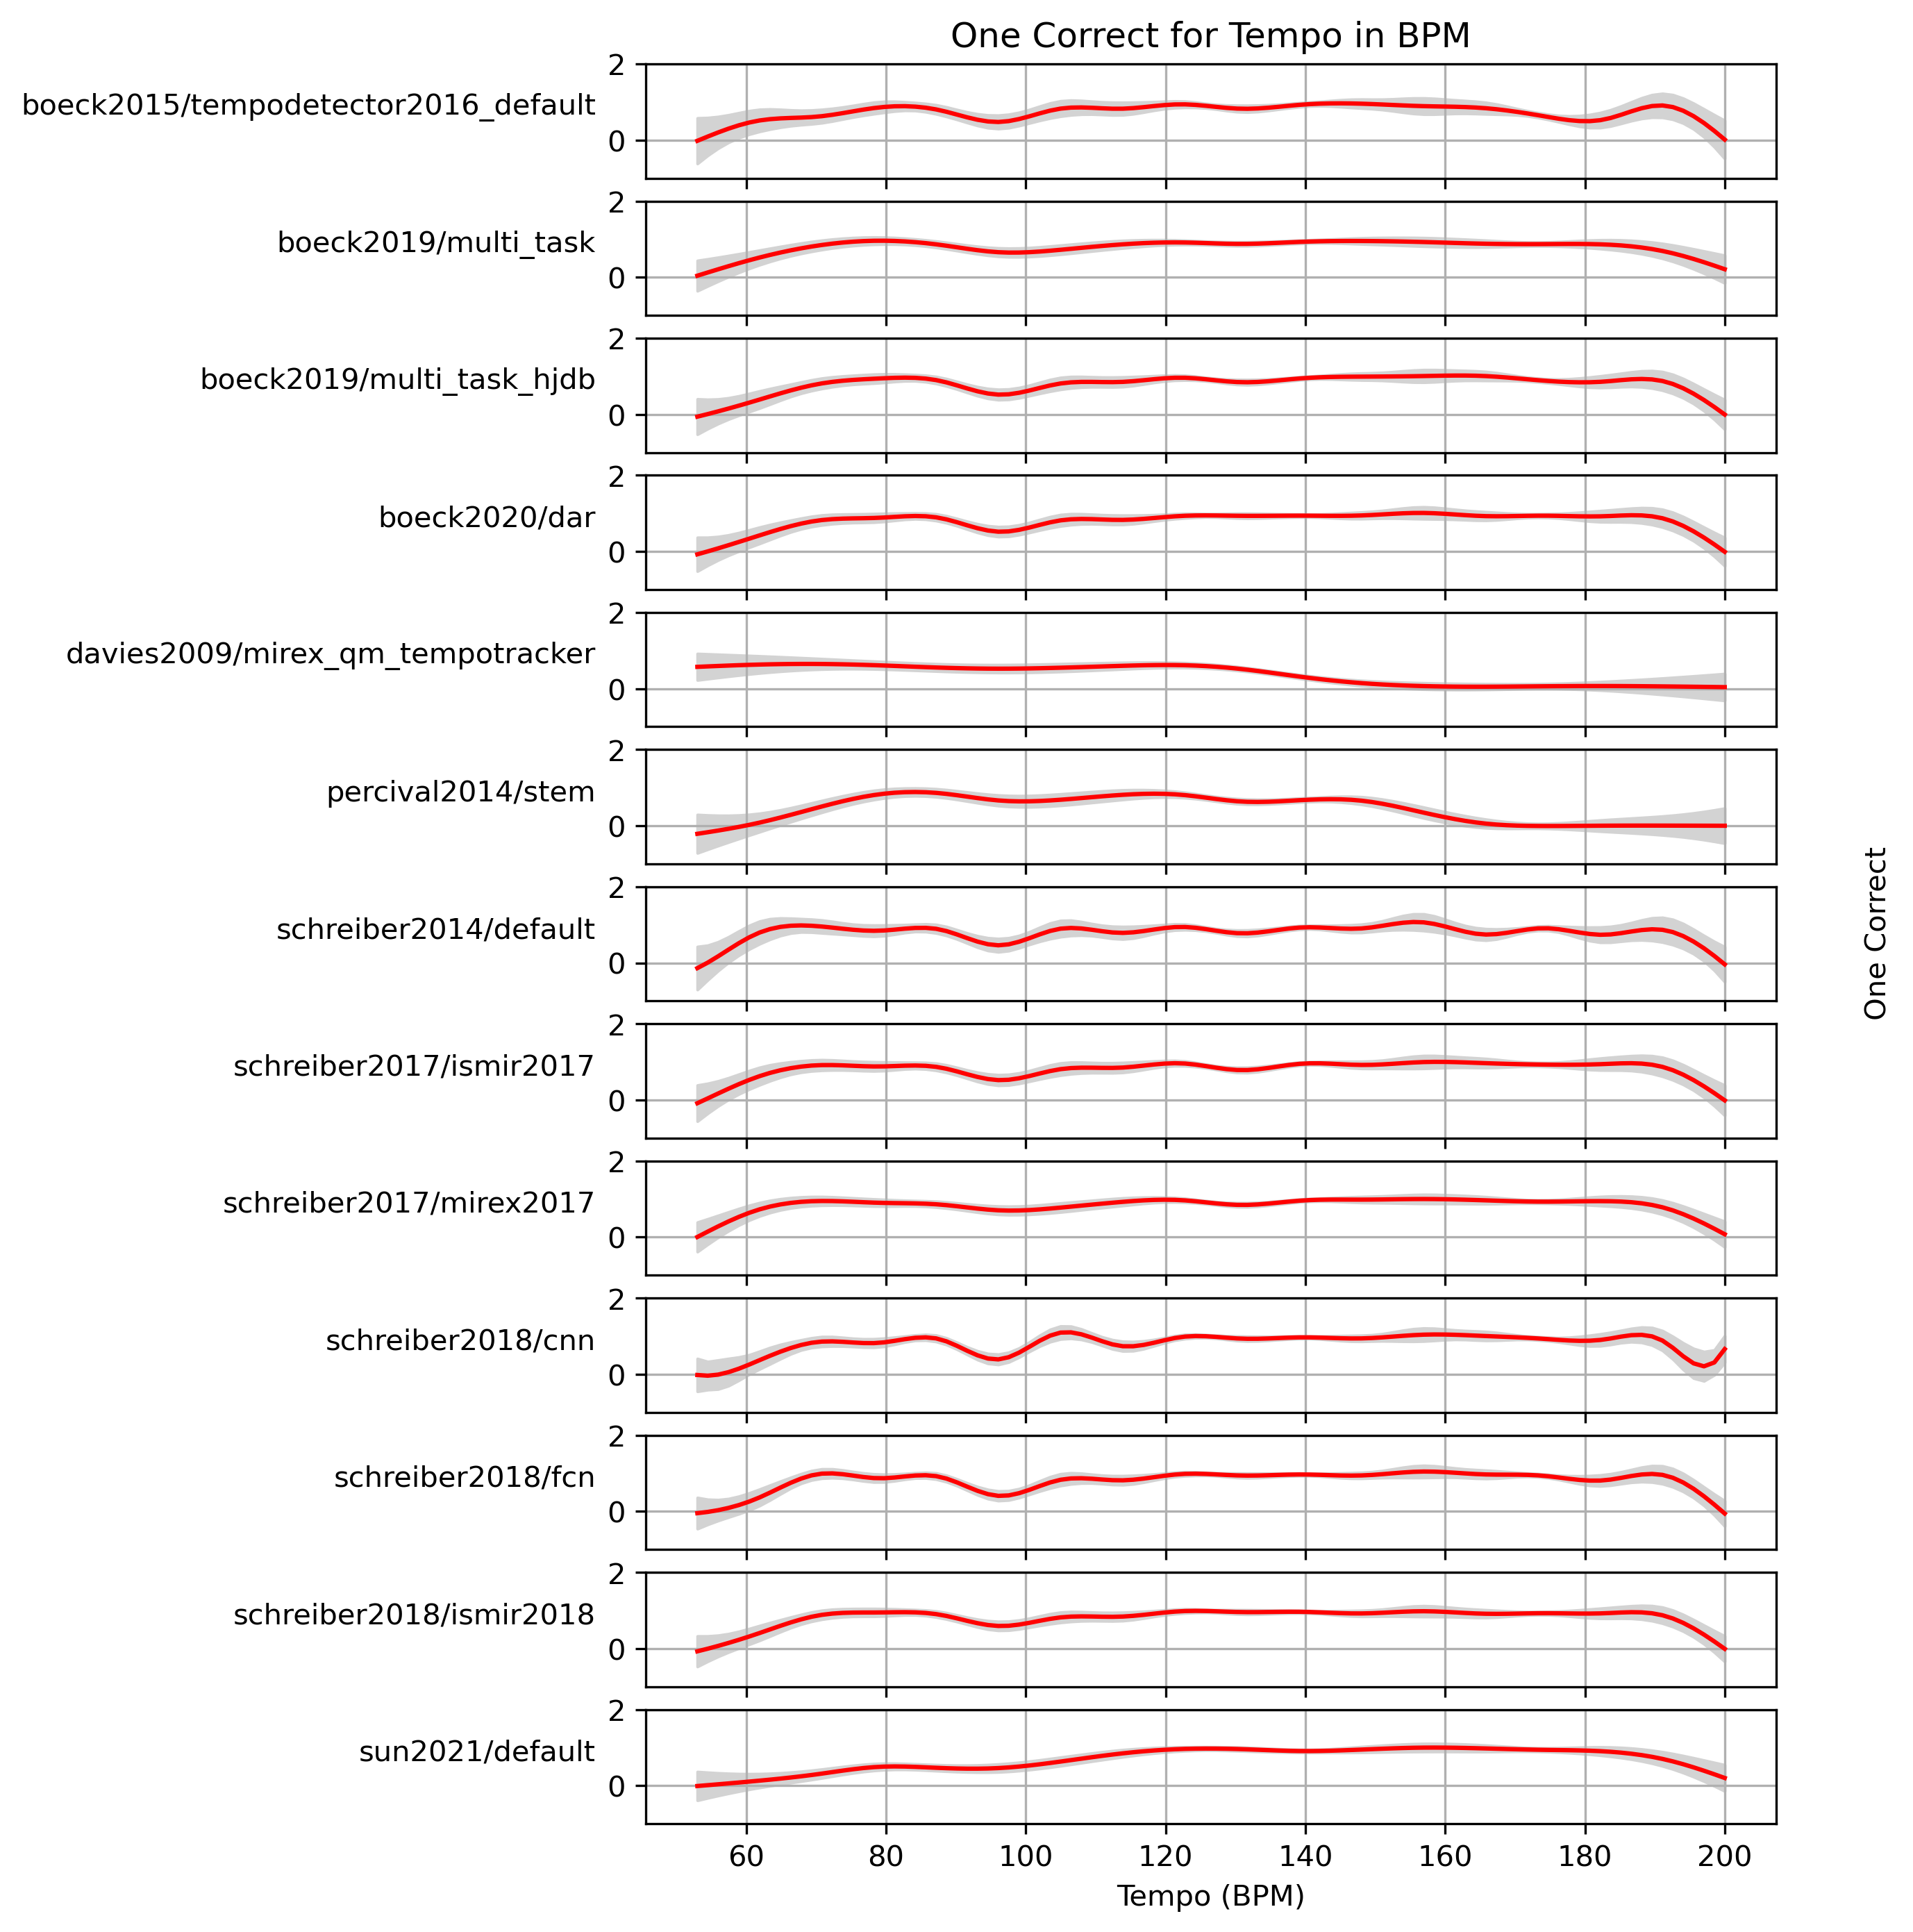 One Correct for Tempo in BPM
boeck2015/tempodetector2016_default
2
0
boeck2019/multi_task
2
0
boeck2019/multi_task_hjdb
2
0
boeck2020/dar
2
0
davies2009/mirex_qm_tempotracker
2
0
percival2014/stem
2
0
schreiber2014/default
2
0
schreiber2017/ismir2017
2
0
schreiber2017/mirex2017
2
0
schreiber2018/cnn
2
0
schreiber2018/fcn
2
0
schreiber2018/ismir2018
2
0
sun2021/default
2
0
60 80 100 120 140 160 180 200
Tempo (BPM)
One Correct